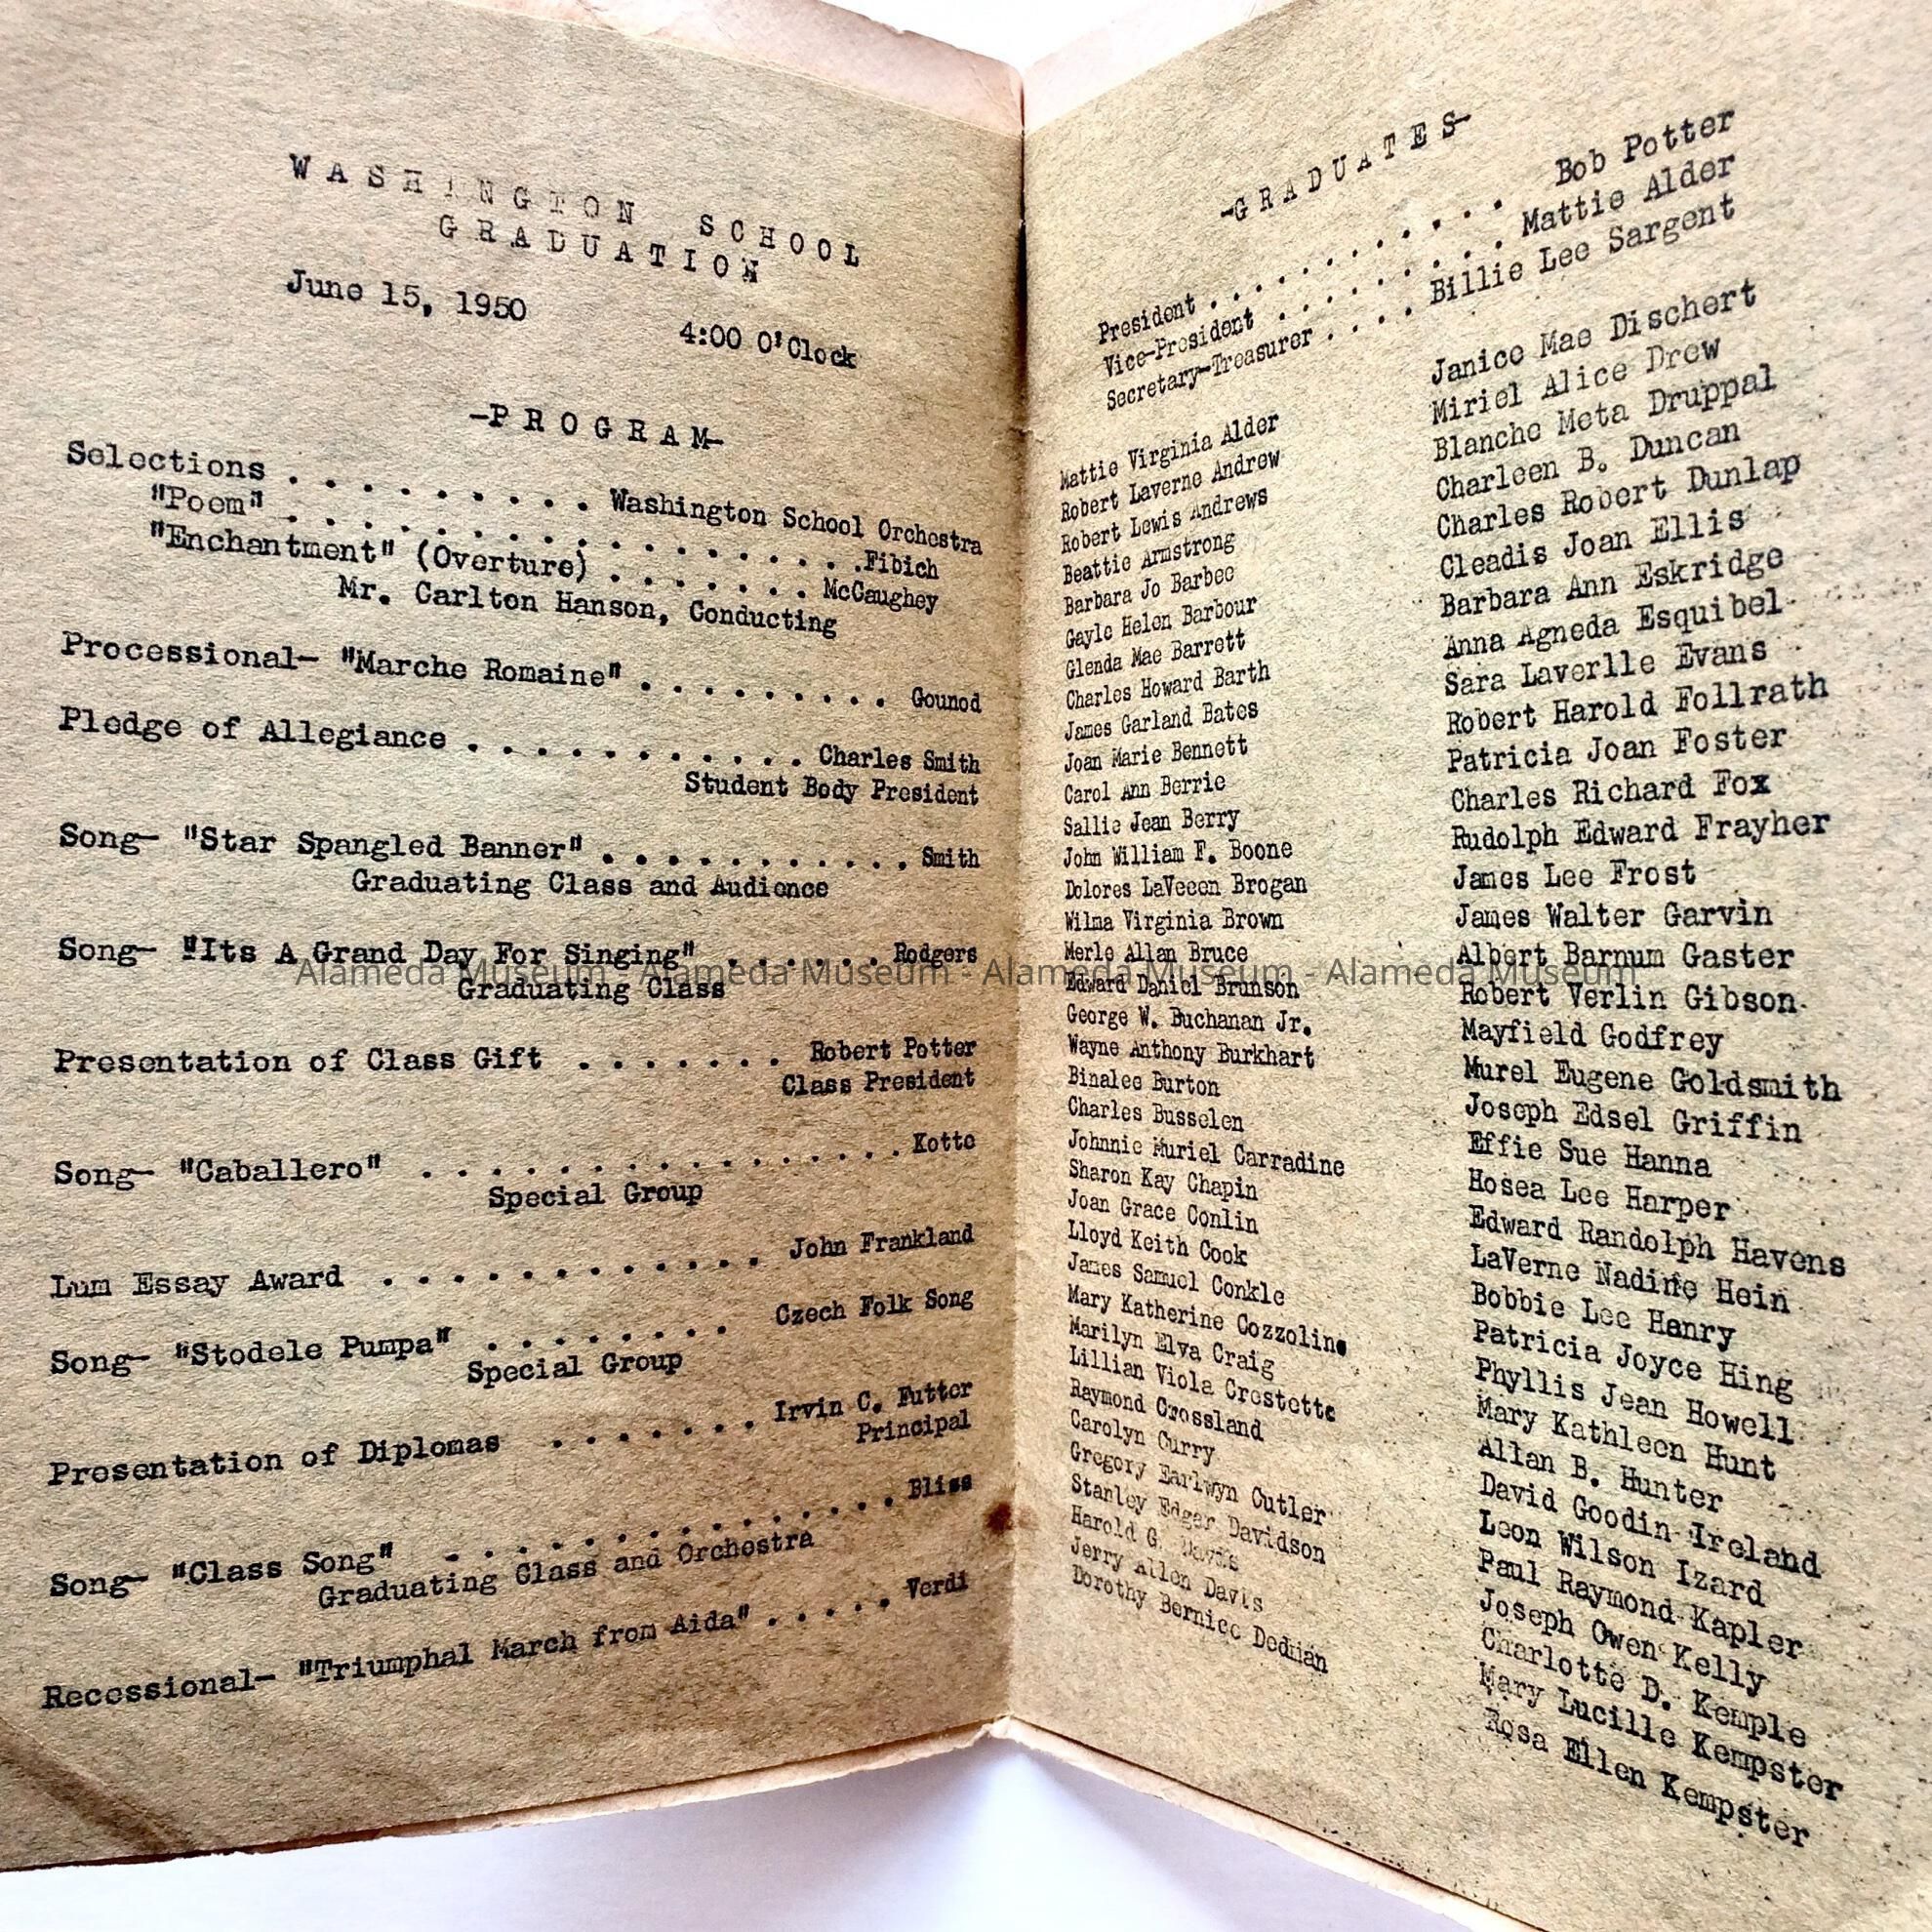 WASHINGTON SCHOOL
GRADUATION
June 15, 1950
4:00 O'Clock
-PROGRAM-
Selections . . . . . . . . . Washington School Orchestra
"Poem" . . . . . . . . . . . . . . . . . .Fibich
"Enchantment" (Overture) . . . . . . . McCaughey
Mr. Carlton Hanson, Conducting
Processional- "Marche Romaine" . . . . . . . . . Gounod
Pledge of Allegiance . . . . . . . . . . . Charles Smith
Student Body President
Song- "Star Spangled Banner" . . . . . . . . . . Smith
Graduating Class and Audience
Song- "Its A Grand Day For Singing" . . . . . . Rodgers
Graduating Class
Presentation of Class Gift . . . . . . . Robert Potter
Class President
Song- "Caballero" . . . . . . . . . . . . . . . .Kotte
Special Group
Lum Essay Award . . . . . . . . . . . . John Frankland
Song- "Stodele Pumpa" . . . . . . . . Czech Folk Song
Special Group
Presentation of Diplomas . . . . . . . Irvin C. Futter
Principal
Song- "Class Song" . . . . . . . . . . . . . . . Bliss
Graduating Class and Orchestra
Recessional- "Triumphal March from Aida" . . . . . Verdi
-GRADUATES-
President . . . . . . . . . . . . Bob Potter
Vice-President . . . . . . . . . . Mattie Alder
Secretary-Treasurer . . . . Billie Lee Sargent
Mattie Virginia Alder
Robert Laverne Andrew
Robert Lewis Andrews
Beattie Armstrong
Barbara Jo Barbee
Gayle Helen Barbour
Glenda Mae Barrett
Charles Howard Barth
James Garland Bates
Joan Marie Bennett
Carol Ann Berrie
Sallie Jean Berry
John William F. Boone
Dolores LaVeeen Brogan
Wilma Virginia Brown
Merle Allan Bruce
Edward Daniel Brunson
George W. Buchanan Jr.
Wayne Anthony Burkhart
Binalee Burton
Charles Busselen
Johnnie Muriel Carradine
Sharon Kay Chapin
Joan Grace Conlin
Lloyd Keith Cook
James Samuel Conkle
Mary Katherine Cozzolino
Marilyn Elva Craig
Lillian Viola Crostette
Raymond Crossland
Carolyn Curry
Gregory Earlwyn Cutler
Stanley Edgar Davidson
Harold G. Davis
Jerry Allen Davis
Dorothy Bernice Dedman
Janice Mae Dischert
Miriel Alice Drew
Blanche Meta Druppal
Charleen B. Duncan
Charles Robert Dunlap
Cleadis Joan Ellis
Barbara Ann Eskridge
Anna Agneda Esquibel
Sara Laverlle Evans
Robert Harold Follrath
Patricia Joan Foster
Charles Richard Fox
Rudolph Edward Frayher
James Lee Frost
James Walter Garvin
Albert Barnum Gaster
Robert Verlin Gibson
Mayfield Godfrey
Murel Eugene Goldsmith
Joseph Edsel Griffin
Effie Sue Hanna
Hosea Lee Harper
Edward Randolph Havens
LaVerne Nadine Hein
Bobbie Lee Henry
Patricia Joyce Hing
Phyllis Jean Howell
Mary Kathleen Hunt
Allan B. Hunter
David Goodin Ireland
Leon Wilson Izard
Paul Raymond Kapler
Joseph Owen Kelly
Charlotte D. Kemple
Mary Lucille Kempster
Rosa Ellen Kempster
Alameda Museum - Alameda Museum - Alameda Museum - Alameda Museum